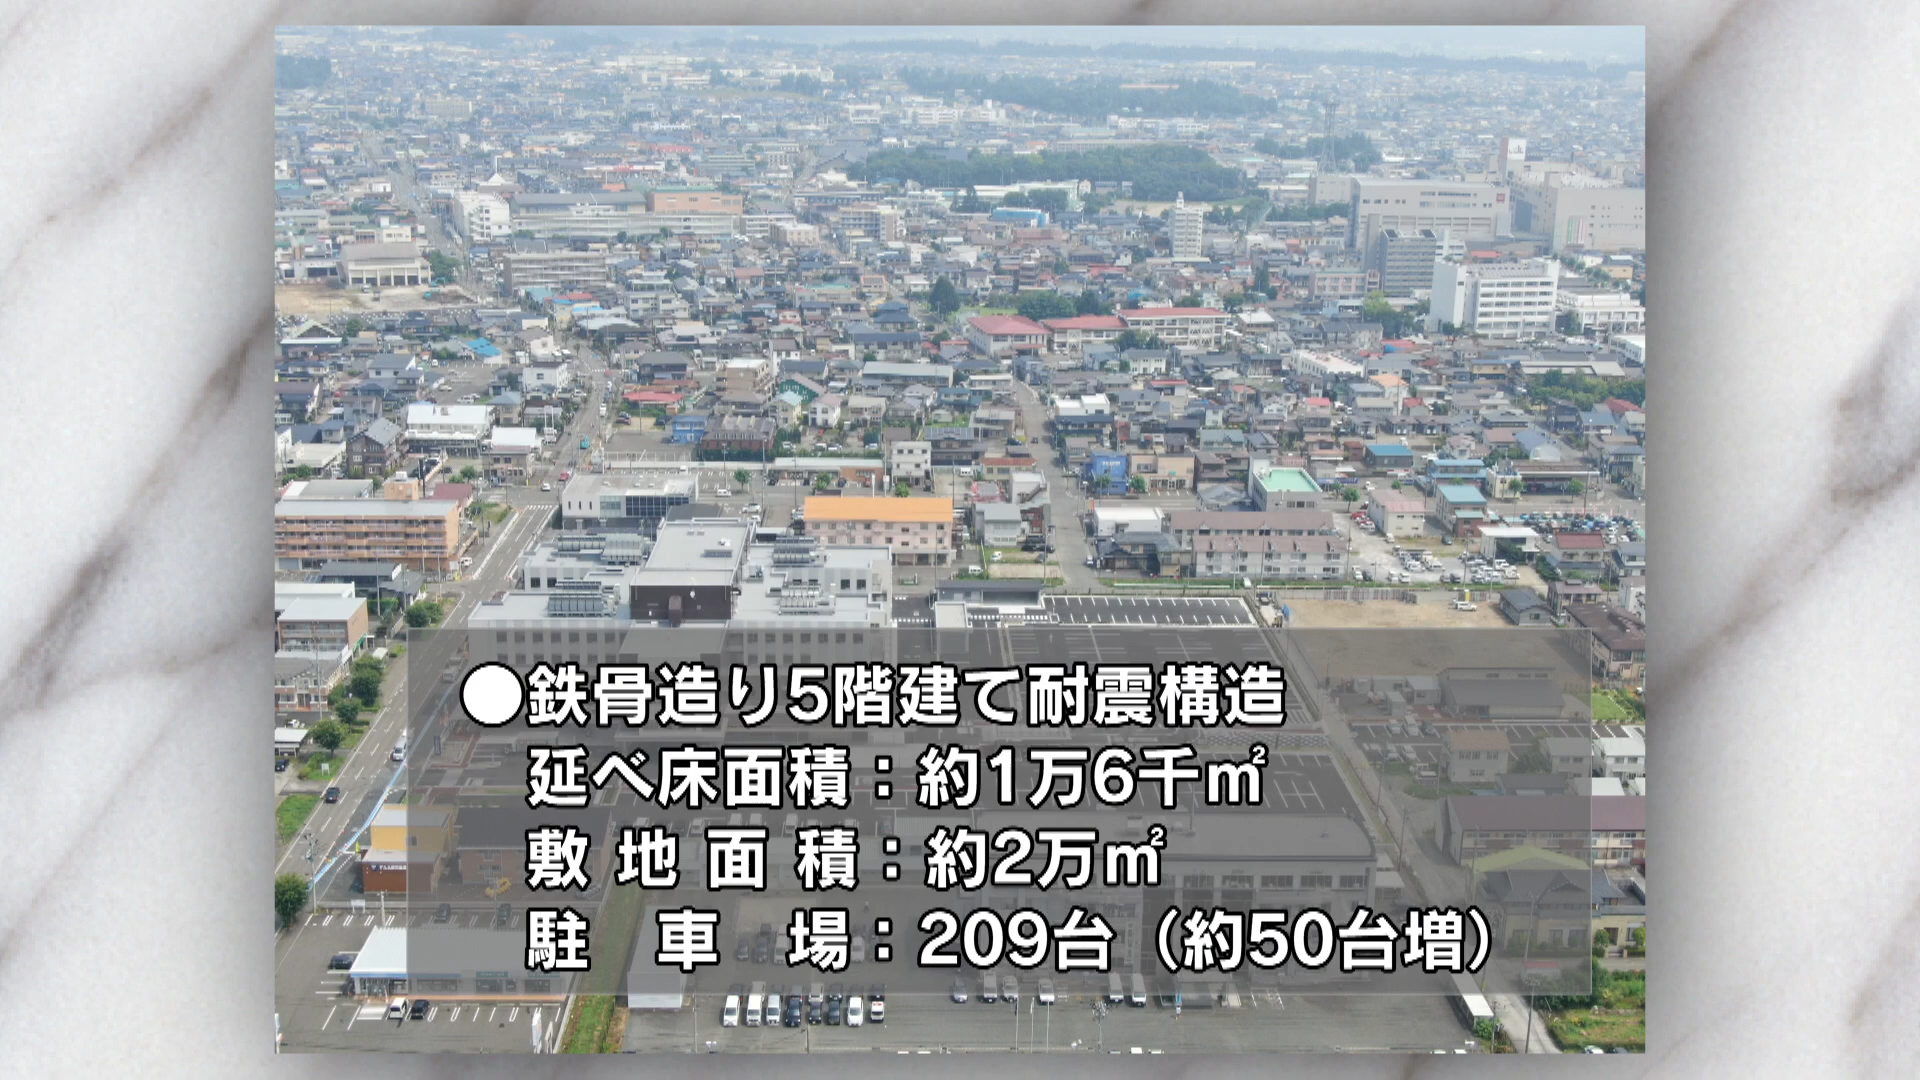 ●鉄骨造り5階建て耐震構造
延べ床面積：約1万6千㎡
敷地面積：約2万㎡
駐車場：209台（約50台増）